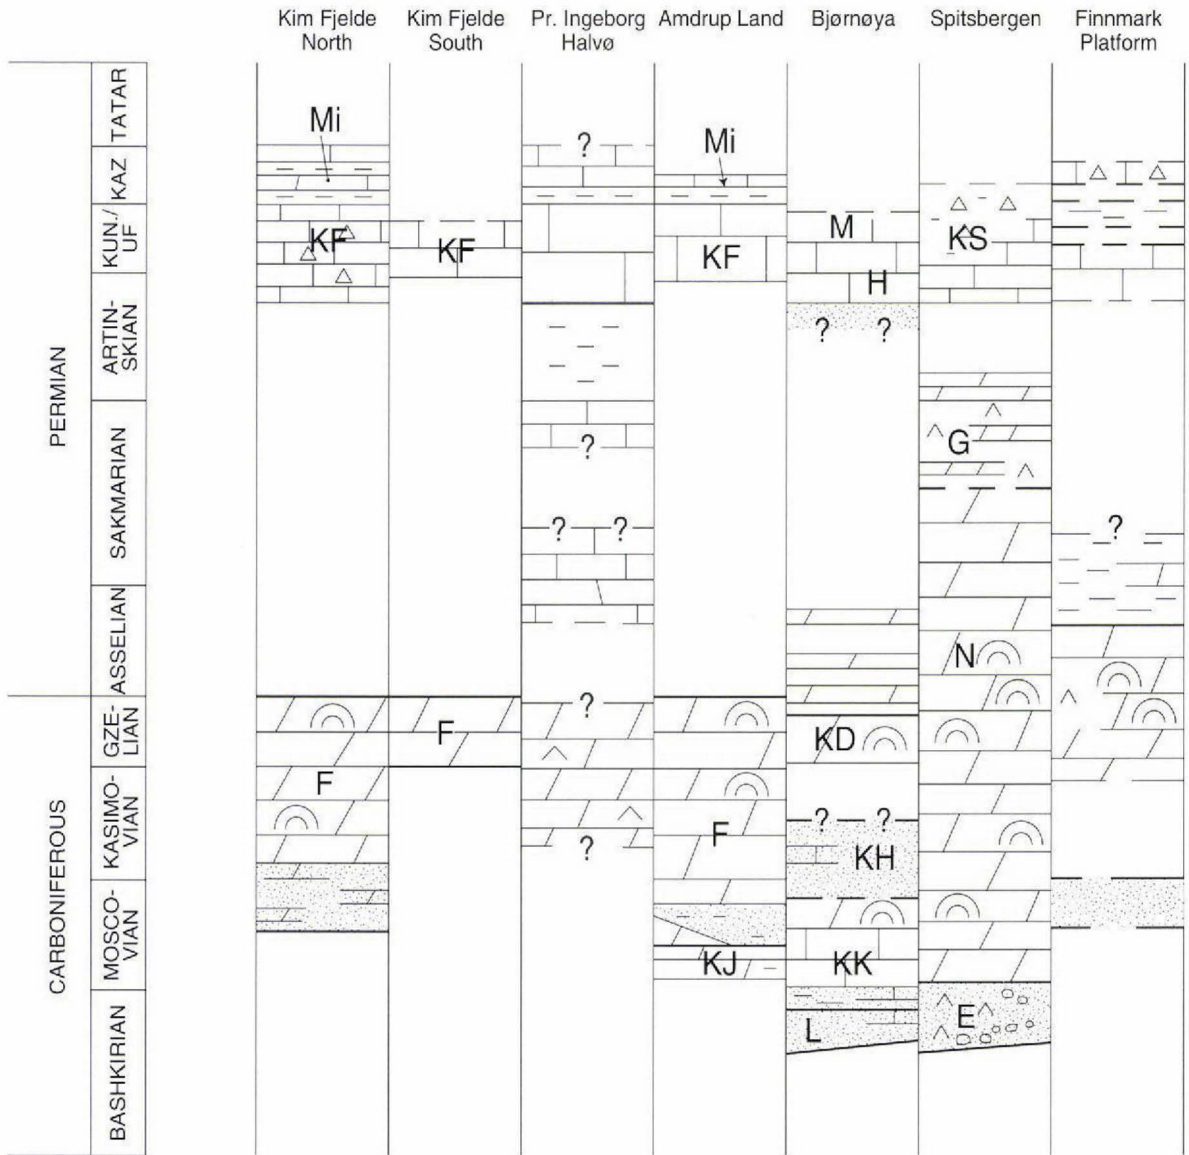 Kim Fjelde
North
Kim Fjelde
South
Pr. Ingeborg
Halvø
Amdrup Land
Bjørnøya
Spitsbergen
Finnmark
Platform
PERMIAN
CARBONIFEROUS
TATAR
KAZ
KUN./
UF
ARTIN-
SKIAN
SAKMARIAN
ASSELIAN
GZE-
LIAN
KASIMO-
VIAN
MOSCO-
VIAN
BASHKIRIAN
Mi
KF
F
KF
F
?
?
? ?
?
?
Mi
KF
F
KJ
M
H
? ?
KD
? ?
KH
KK
L
KS
G
N
E
?